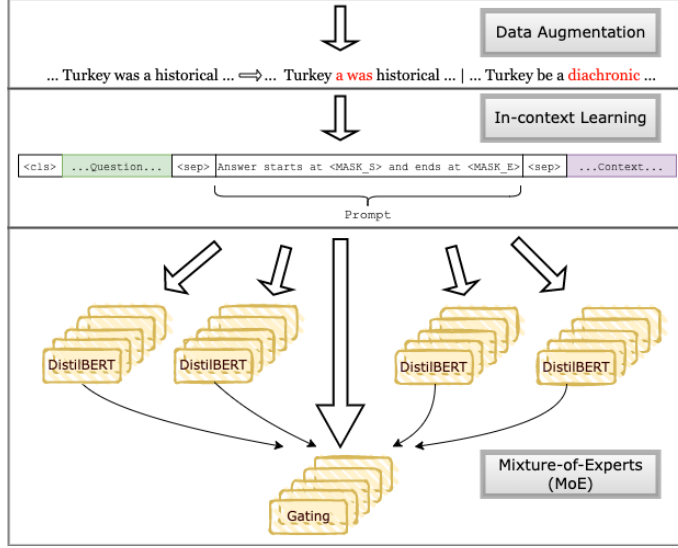 Data Augmentation
... Turkey was a historical ... ⇨ ... Turkey a was historical ... | ... Turkey be a diachronic ...
In-context Learning
<cls> ...Question... <sep> Answer starts at <MASK_S> and ends at <MASK_E> <sep> ...Context...
Prompt
DistilBERT DistilBERT DistilBERT DistilBERT
Mixture-of-Experts
(MoE)
Gating